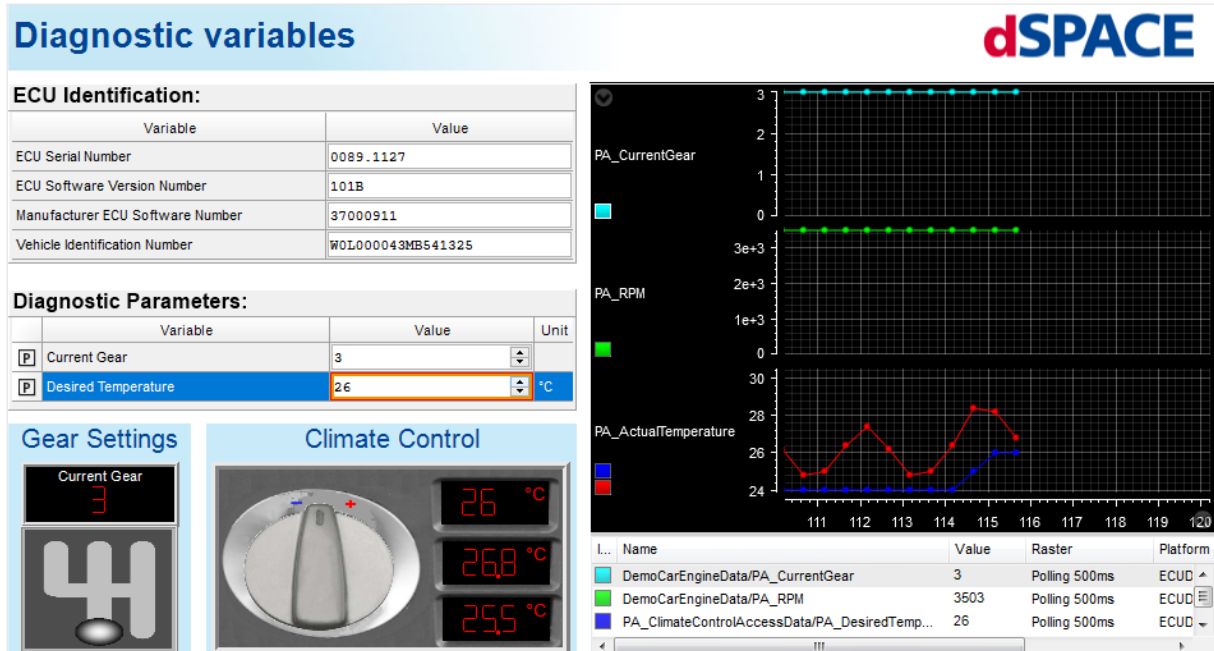 Diagnostic variables
dSPACE
ECU Identification:
Variable Value
ECU Serial Number 0089.1127
ECU Software Version Number 101B
Manufacturer ECU Software Number 37000911
Vehicle Identification Number W0L000043MB541325
Diagnostic Parameters:
Variable Value Unit
P Current Gear 3
P Desired Temperature 26 °C
Gear Settings
Current Gear
3
Climate Control
- +
26 °C
26.8 °C
25.5 °C
PA_CurrentGear
3
2
1
0
PA_RPM
3e+3
2e+3
1e+3
0
PA_ActualTemperature
30
28
26
24
111 112 113 114 115 116 117 118 119 120
I... Name Value Raster Platform
DemoCarEngineData/PA_CurrentGear 3 Polling 500ms ECUD
DemoCarEngineData/PA_RPM 3503 Polling 500ms ECUD
PA_ClimateControlAccessData/PA_DesiredTemp... 26 Polling 500ms ECUD